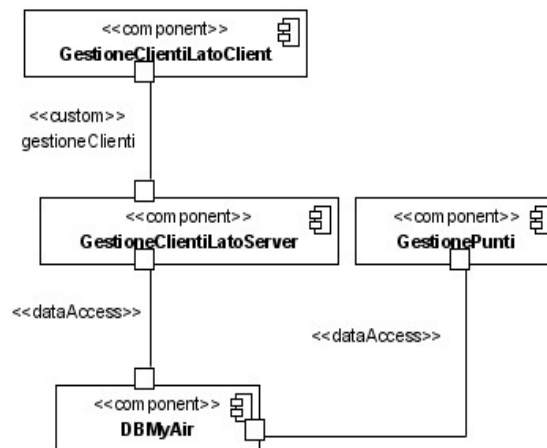 <<component>>
GestioneClientiLatoClient
<<custom>>
gestioneClienti
<<component>>
GestioneClientiLatoServer
<<component>>
GestionePunti
<<dataAccess>>
<<dataAccess>>
<<component>>
DBMyAir